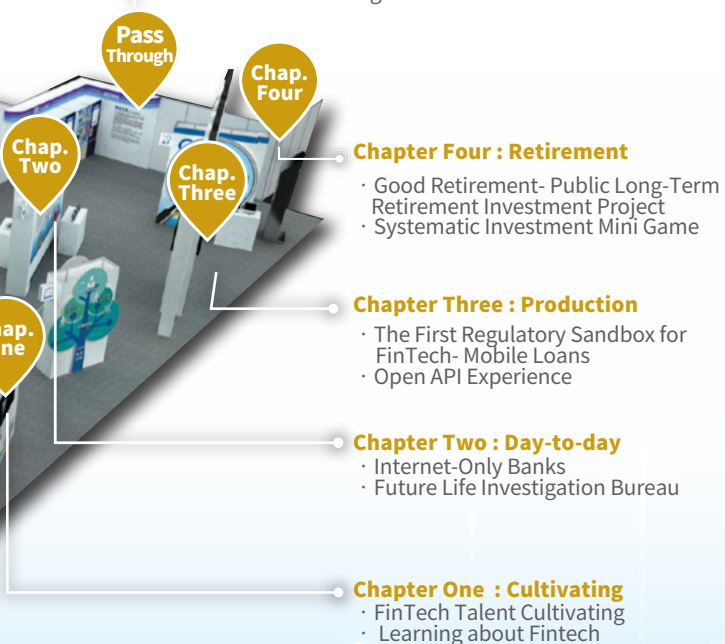 Pass
Through
Chap.
Four
Chap.
Two
Chap.
Three
Chapter Four : Retirement
· Good Retirement- Public Long-Term
Retirement Investment Project
· Systematic Investment Mini Game
Chapter Three : Production
· The First Regulatory Sandbox for
FinTech- Mobile Loans
· Open API Experience
Chapter Two : Day-to-day
· Internet-Only Banks
· Future Life Investigation Bureau
Chapter One : Cultivating
· FinTech Talent Cultivating
· Learning about Fintech